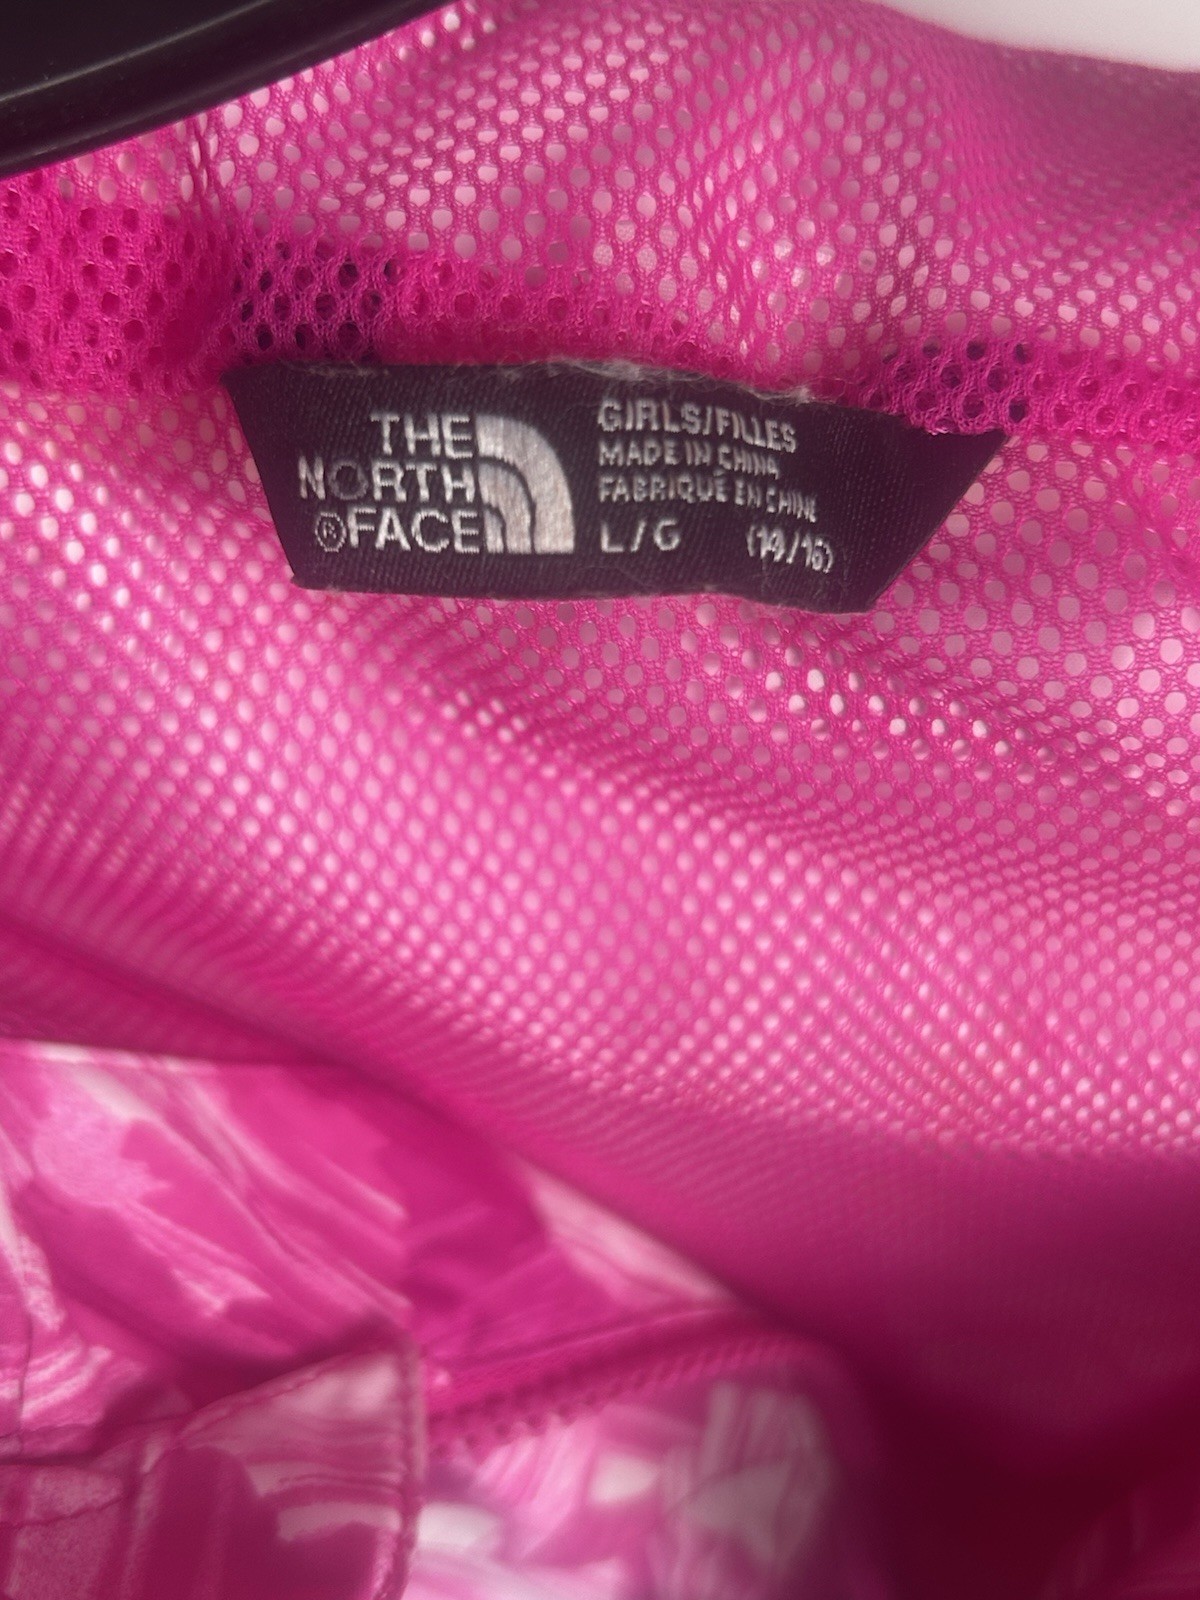 THE
NORTH
®FACE
GIRLS/FILLES
MADE IN CHINA
FABRIQUÉ EN CHINE
L/G (14/16)